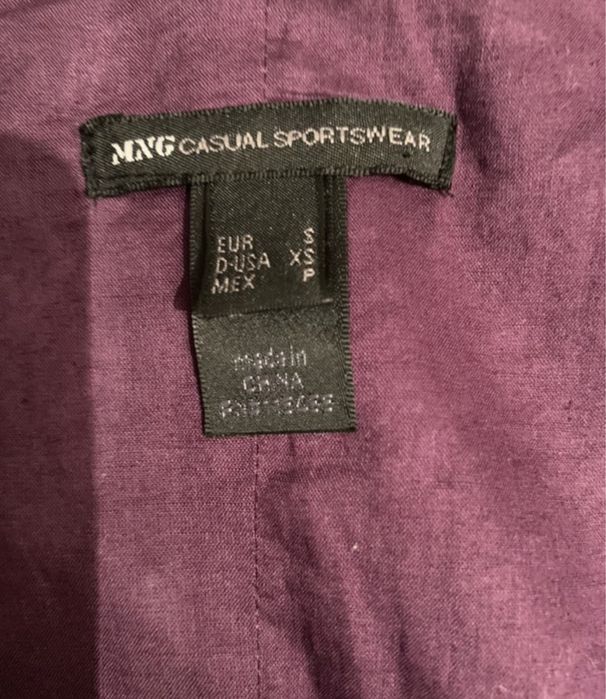 MNG CASUAL SPORTSWEAR
EUR S
D-USA XS
MEX P
made in
CHINA